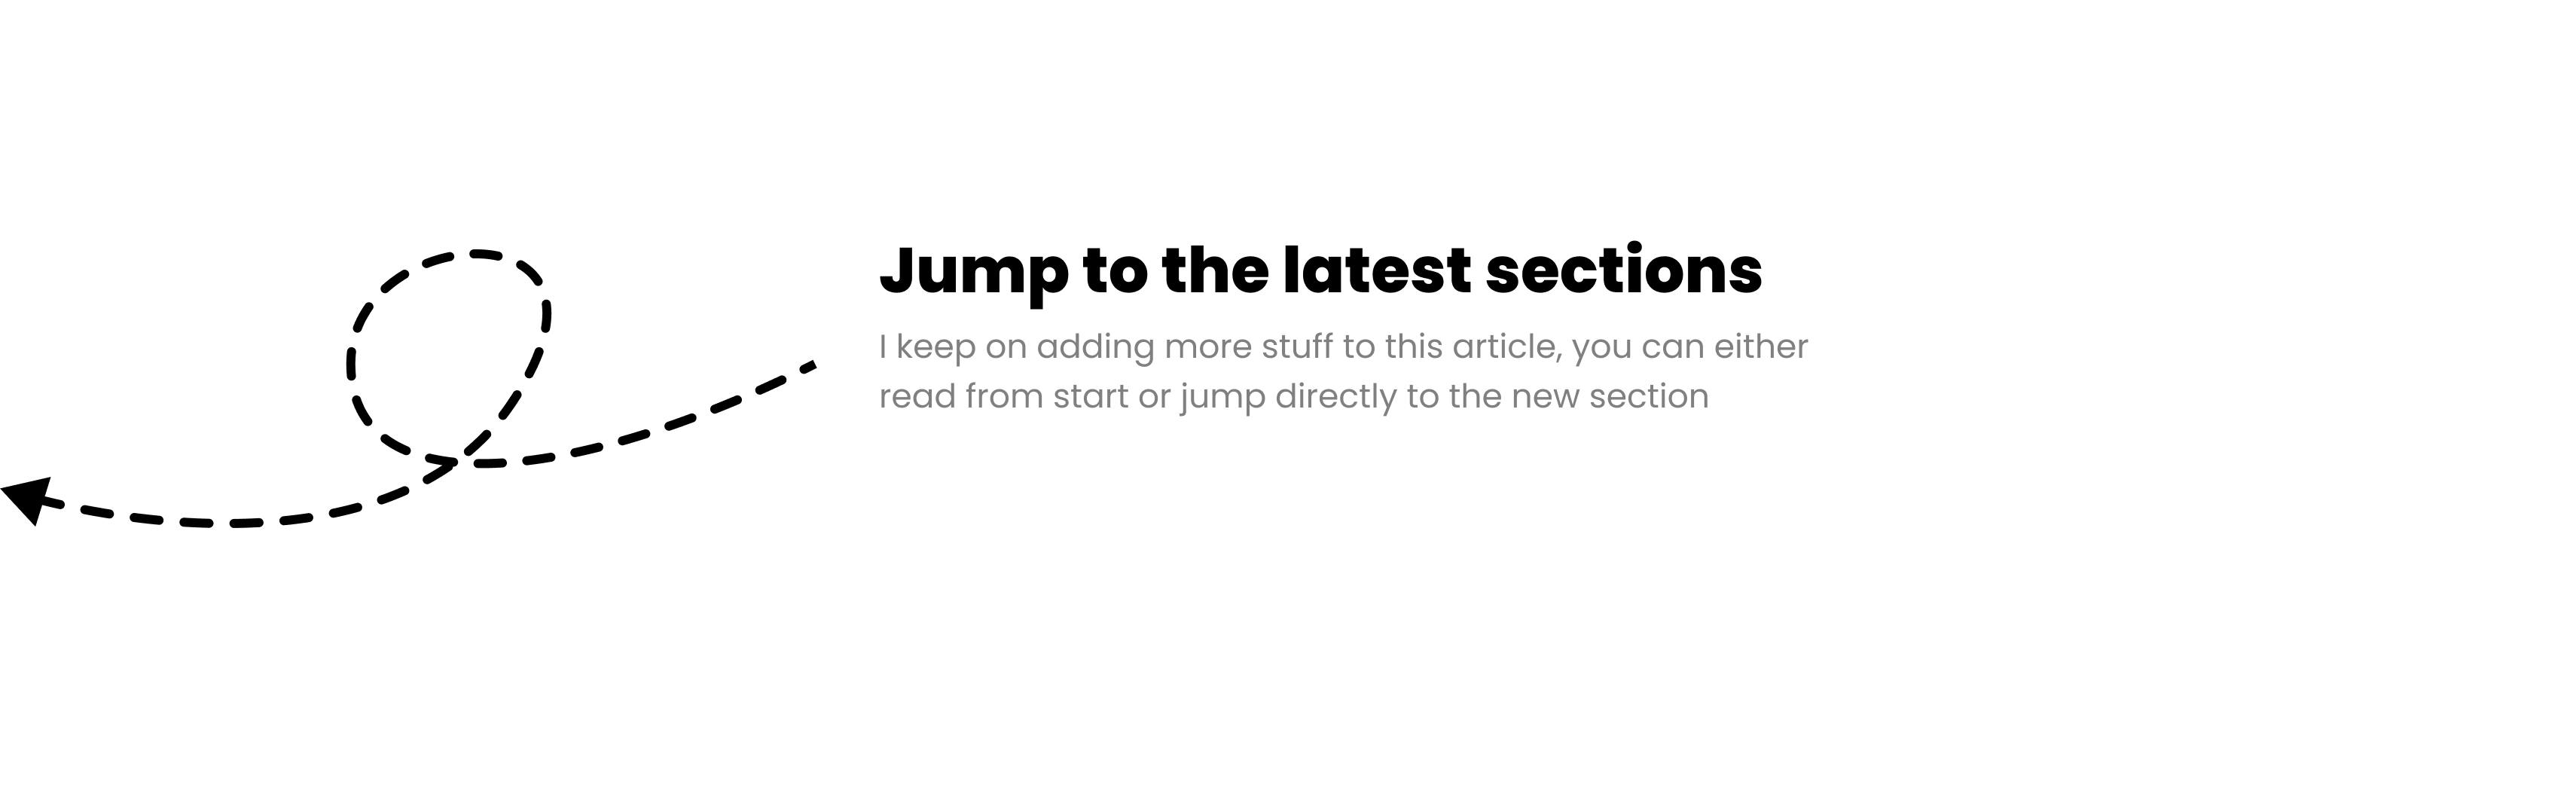 Jump to the latest sections
I keep on adding more stuff to this article, you can either
read from start or jump directly to the new section